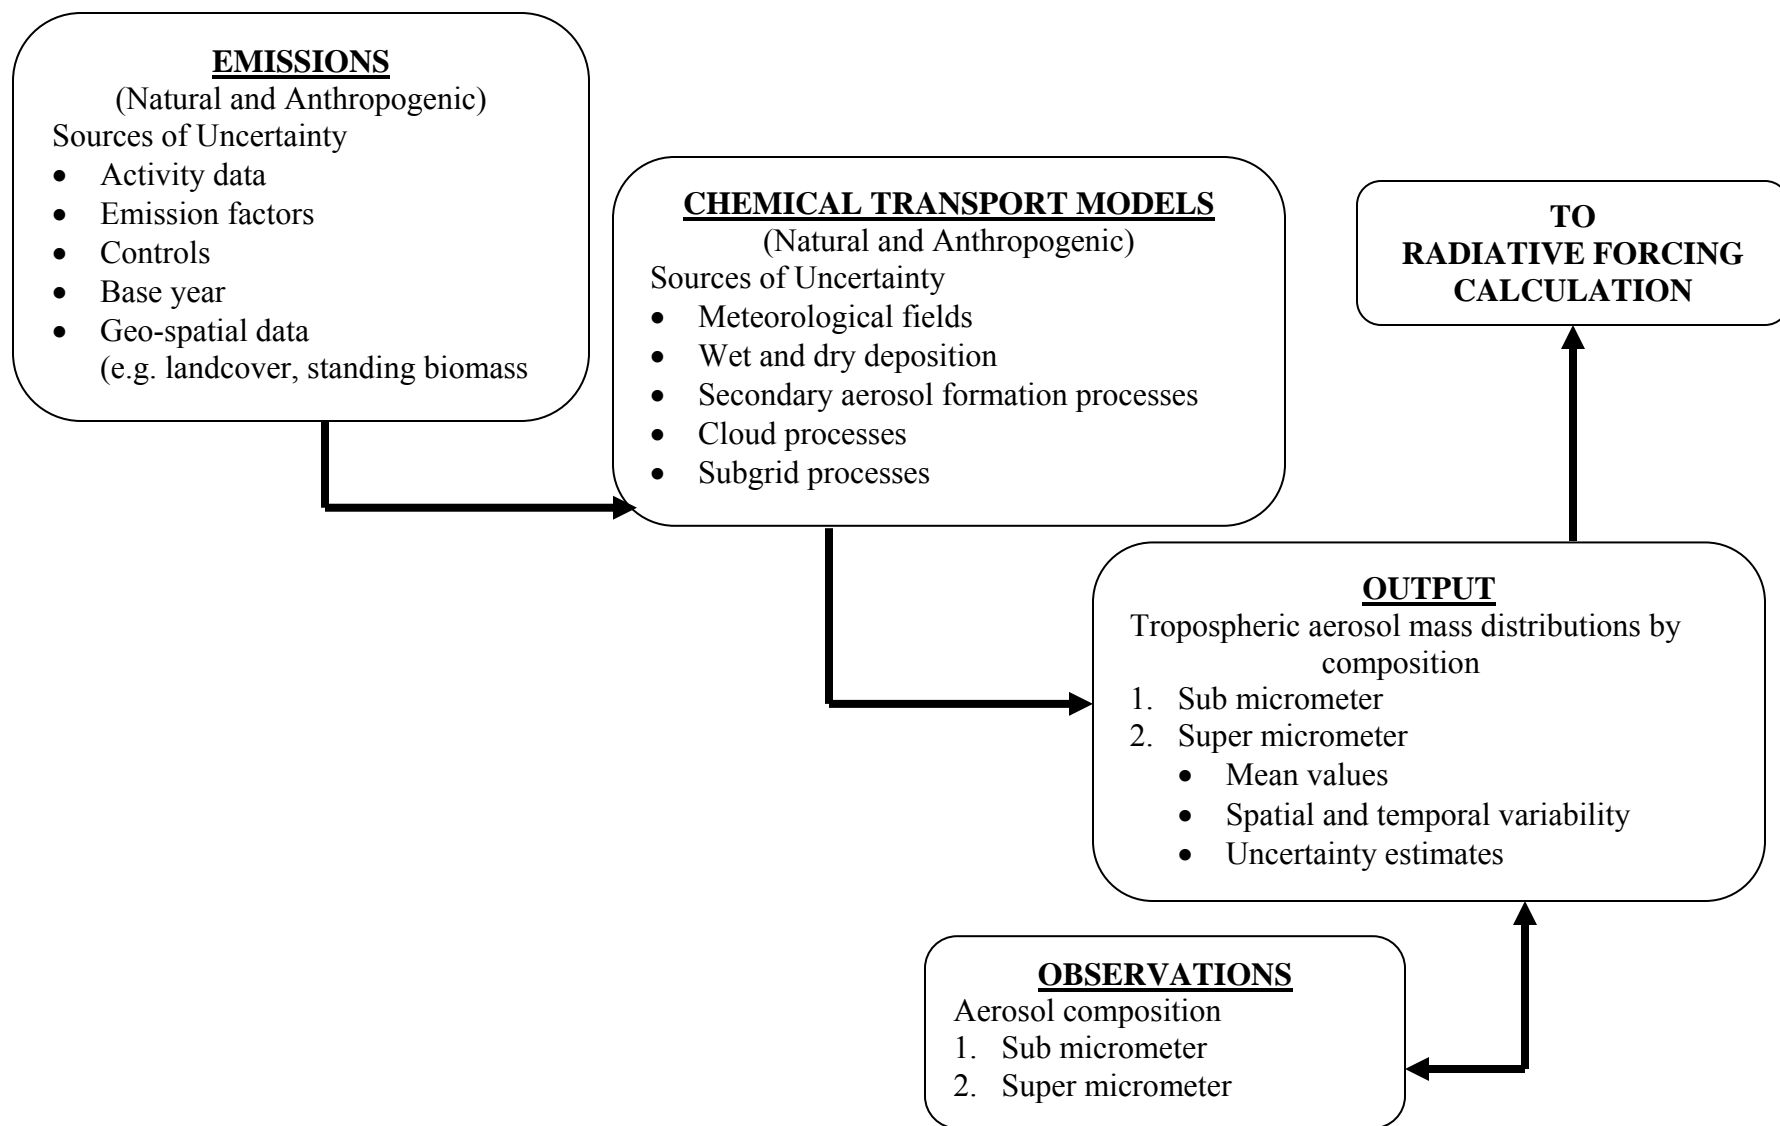 EMISSIONS
(Natural and Anthropogenic)
Sources of Uncertainty
• Activity data
• Emission factors
• Controls
• Base year
• Geo-spatial data
(e.g. landcover, standing biomass
CHEMICAL TRANSPORT MODELS
(Natural and Anthropogenic)
Sources of Uncertainty
• Meteorological fields
• Wet and dry deposition
• Secondary aerosol formation processes
• Cloud processes
• Subgrid processes
TO
RADIATIVE FORCING
CALCULATION
OUTPUT
Tropospheric aerosol mass distributions by
composition
1. Sub micrometer
2. Super micrometer
• Mean values
• Spatial and temporal variability
• Uncertainty estimates
OBSERVATIONS
Aerosol composition
1. Sub micrometer
2. Super micrometer